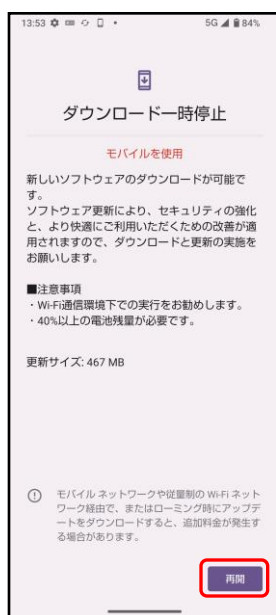 13:53 5G 84%
ダウンロード一時停止
モバイルを使用
新しいソフトウェアのダウンロードが可能で
す。
ソフトウェア更新により、セキュリティの強化
と、より快適にご利用いただくための改善が適
用されますので、ダウンロードと更新の実施を
お願いします。
■注意事項
・Wi-Fi通信環境下での実行をお勧めします。
・40%以上の電池残量が必要です。
更新サイズ: 467 MB
モバイル ネットワークや従量制の Wi-Fi ネット
ワーク経由で、またはローミング時にアップデ
ートをダウンロードすると、追加料金が発生す
る場合があります。
再開